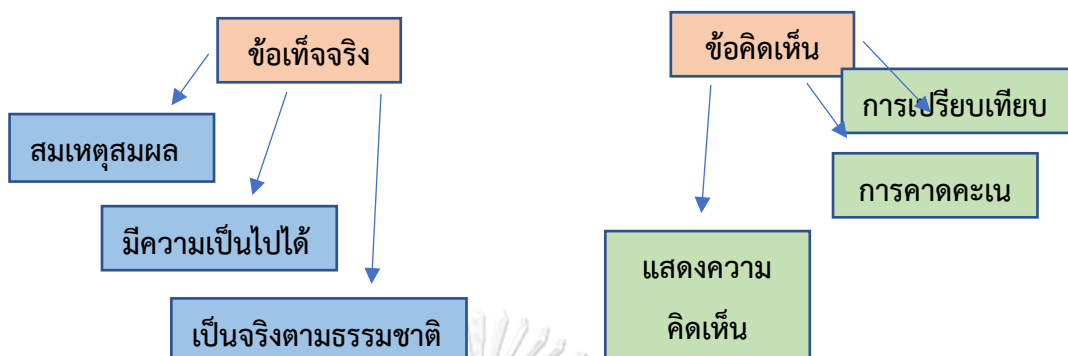 ข้อเท็จจริง
สมเหตุสมผล
มีความเป็นไปได้
เป็นจริงตามธรรมชาติ
ข้อคิดเห็น
การเปรียบเทียบ
การคาดคะเน
แสดงความ
คิดเห็น